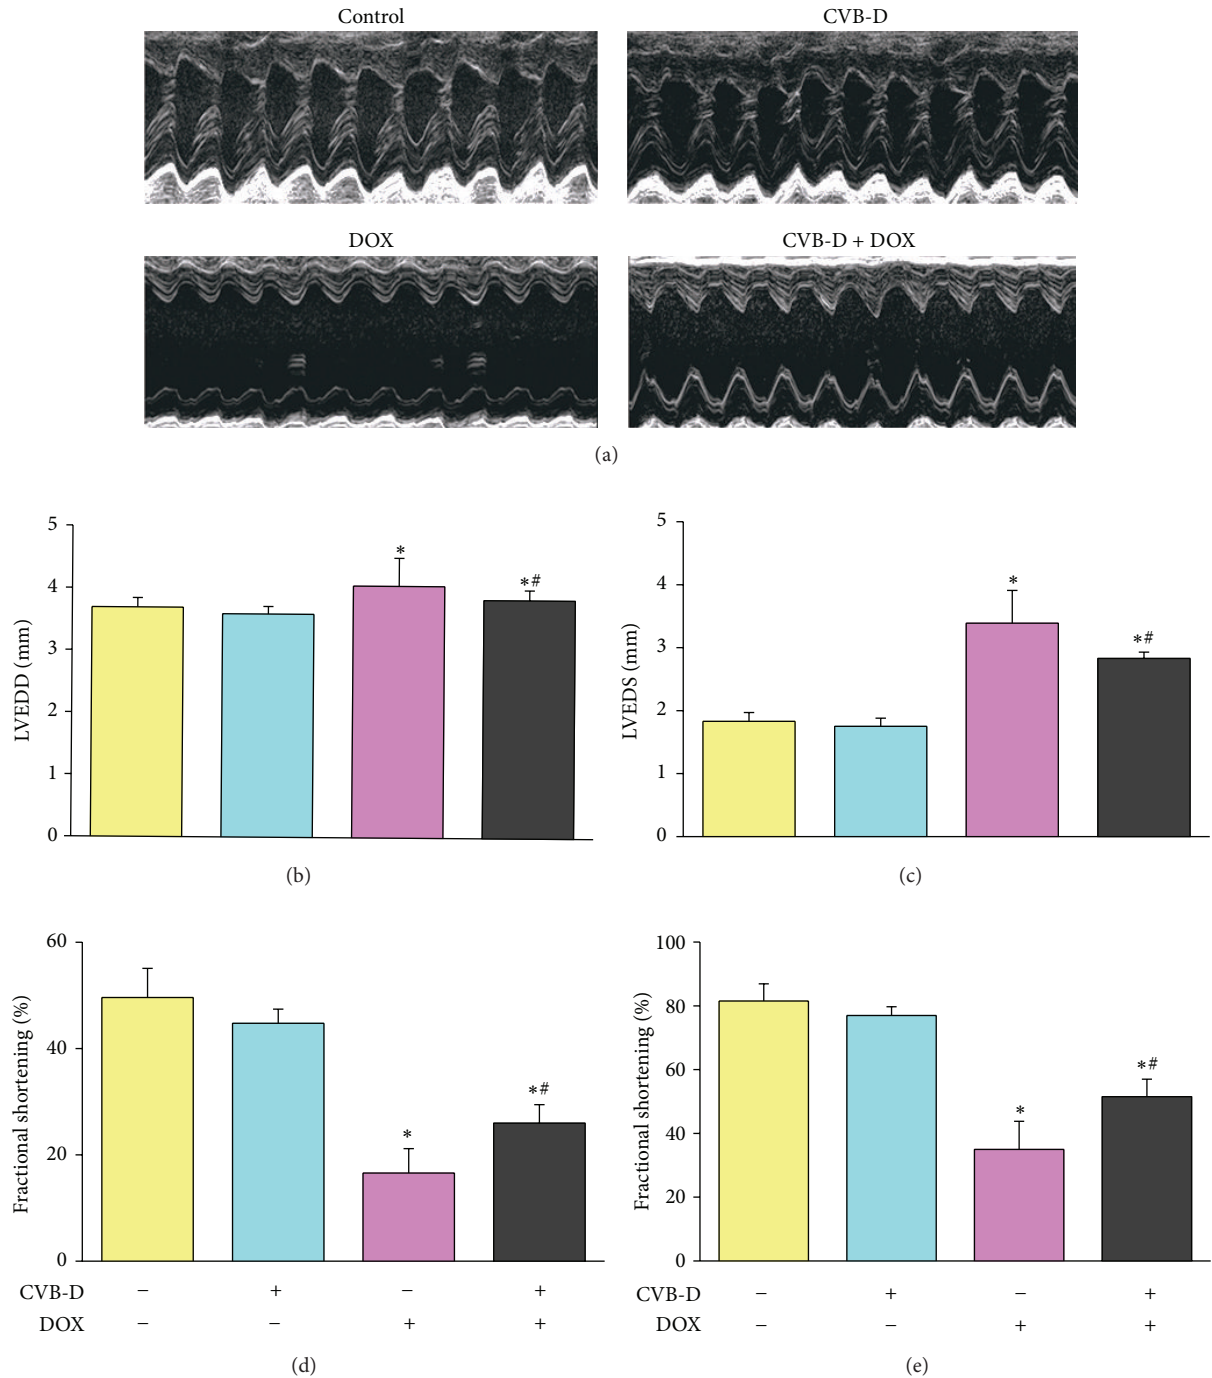 Control
CVB-D
DOX
CVB-D + DOX
(a)
5
4
3
2
1
0
LVEDD (mm)
*
*#
(b)
5
4
3
2
1
0
LVEDS (mm)
*
*#
(c)
60
40
20
0
Fractional shortening (%)
*
*#
CVB-D − + − +
DOX − − + +
(d)
100
80
60
40
20
0
Fractional shortening (%)
*
*#
CVB-D − + − +
DOX − − + +
(e)